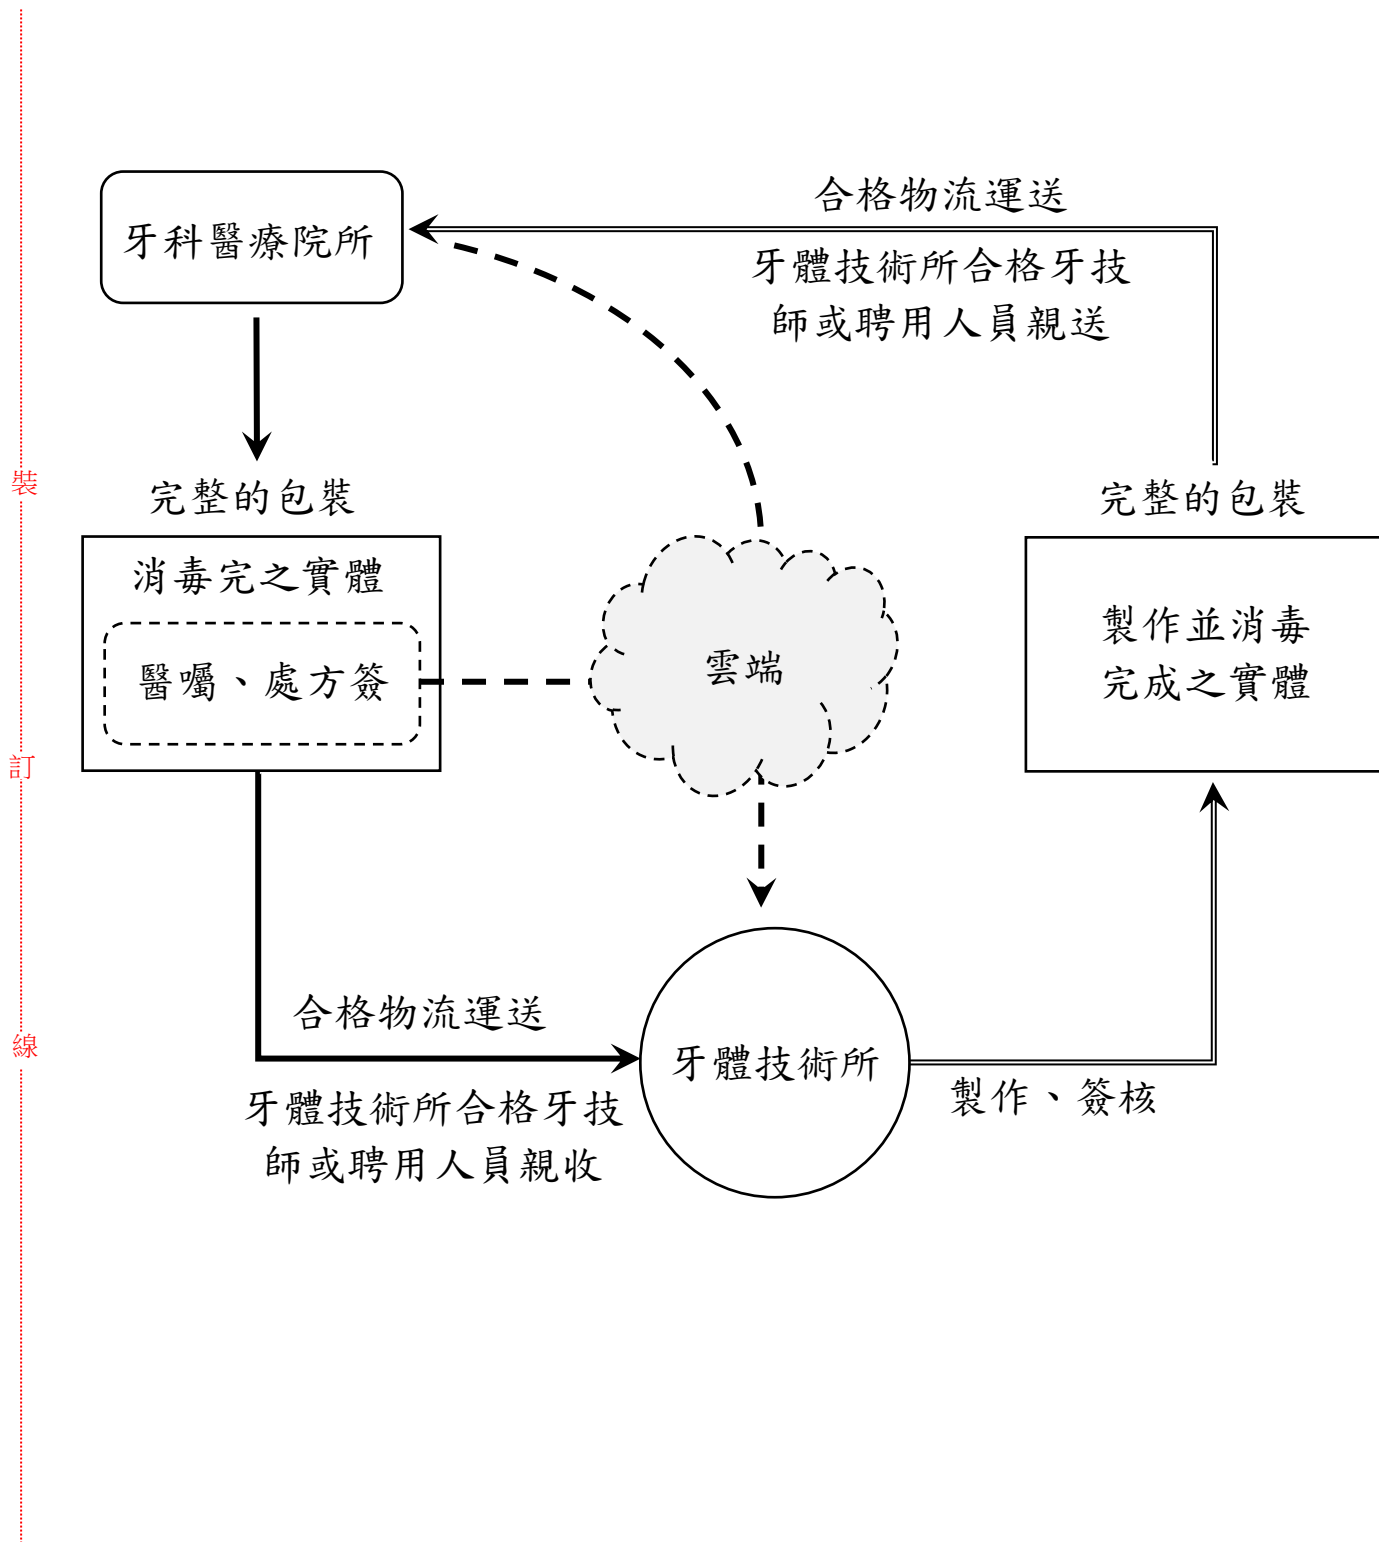 牙科醫療院所
合格物流運送
牙體技術所合格牙技
師或聘用人員親送
裝
完整的包裝
完整的包裝
消毒完之實體
醫囑、處方簽
雲端
製作並消毒
完成之實體
訂
合格物流運送
線
牙體技術所
牙體技術所合格牙技
師或聘用人員親收
製作、簽核